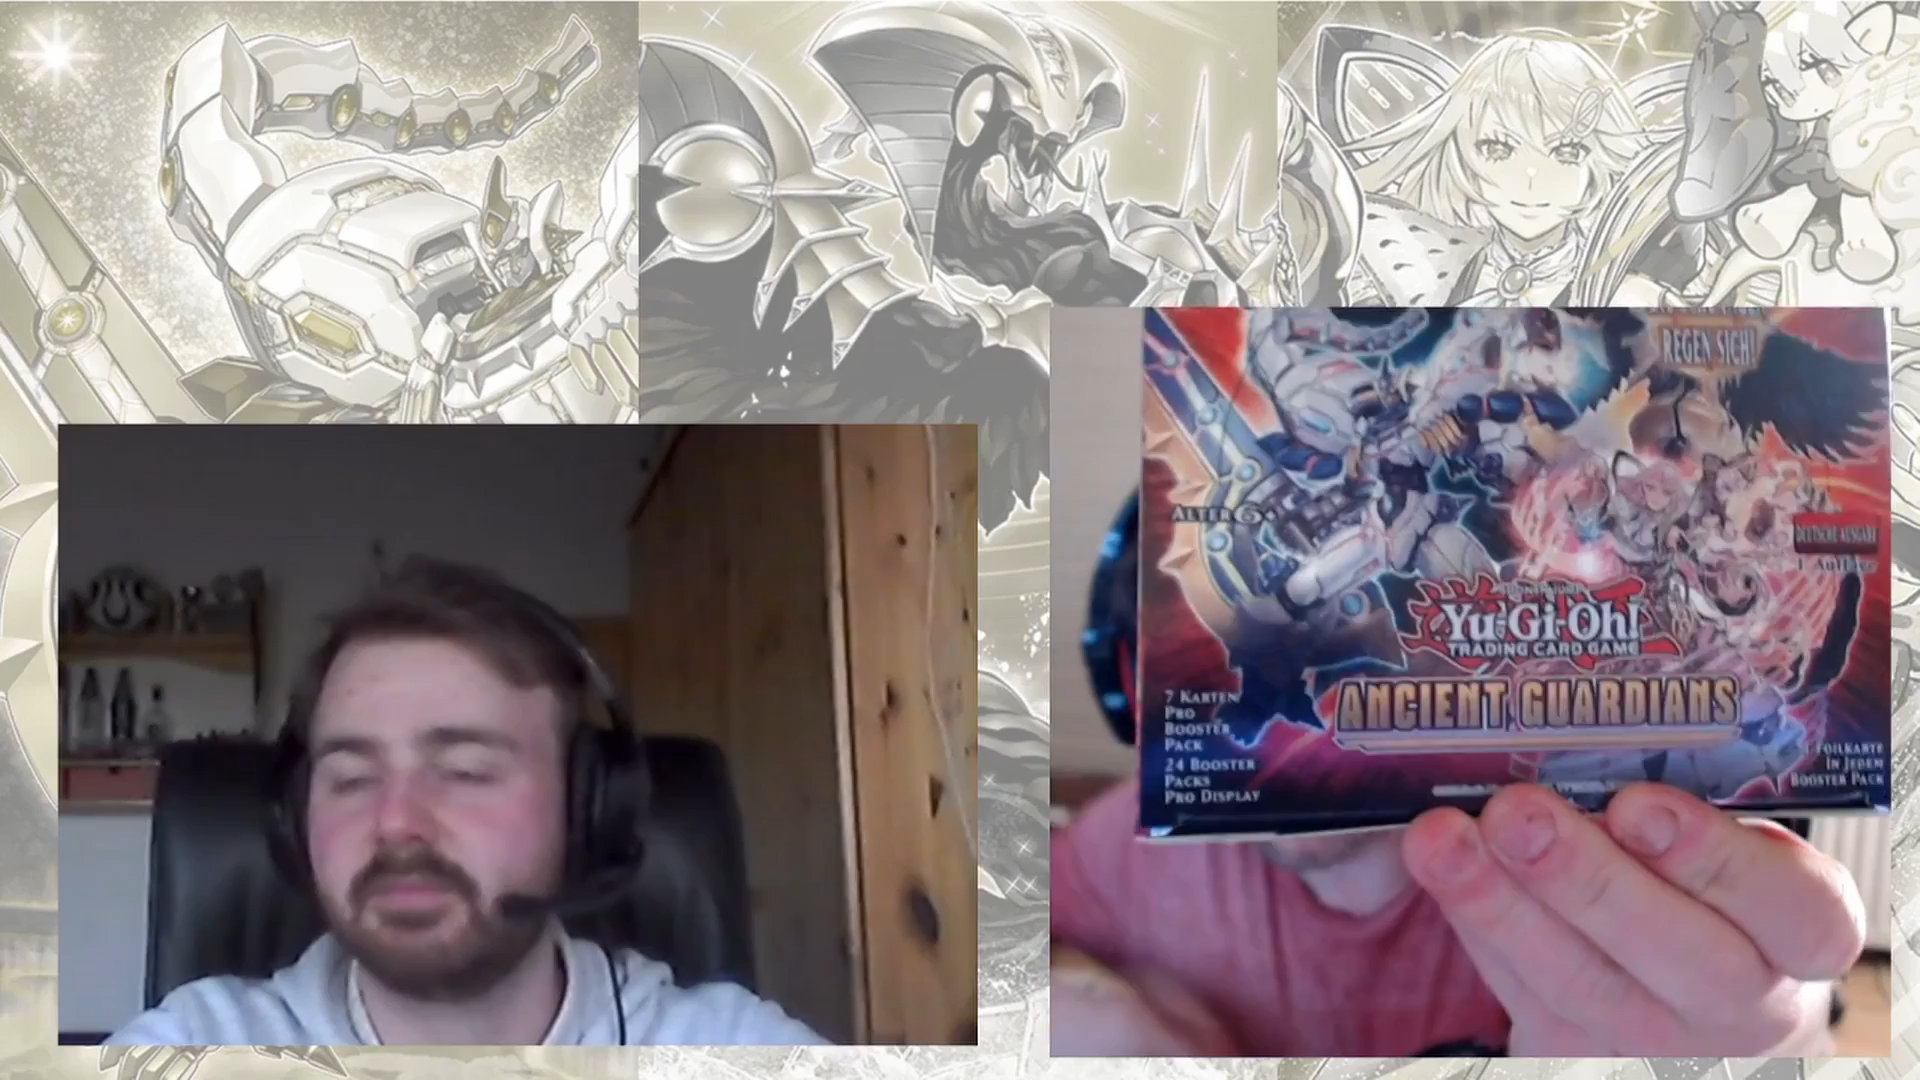 REGEN SICH!
ALTER 6+
DEUTSCHE AUSGABE
1. Auflage
Yu-Gi-Oh!
TRADING CARD GAME
ANCIENT GUARDIANS
7 KARTEN
PRO
BOOSTER
PACK
24 BOOSTER
PACKS
PRO DISPLAY
1 FOILKARTE
IN JEDEM
BOOSTER PACK